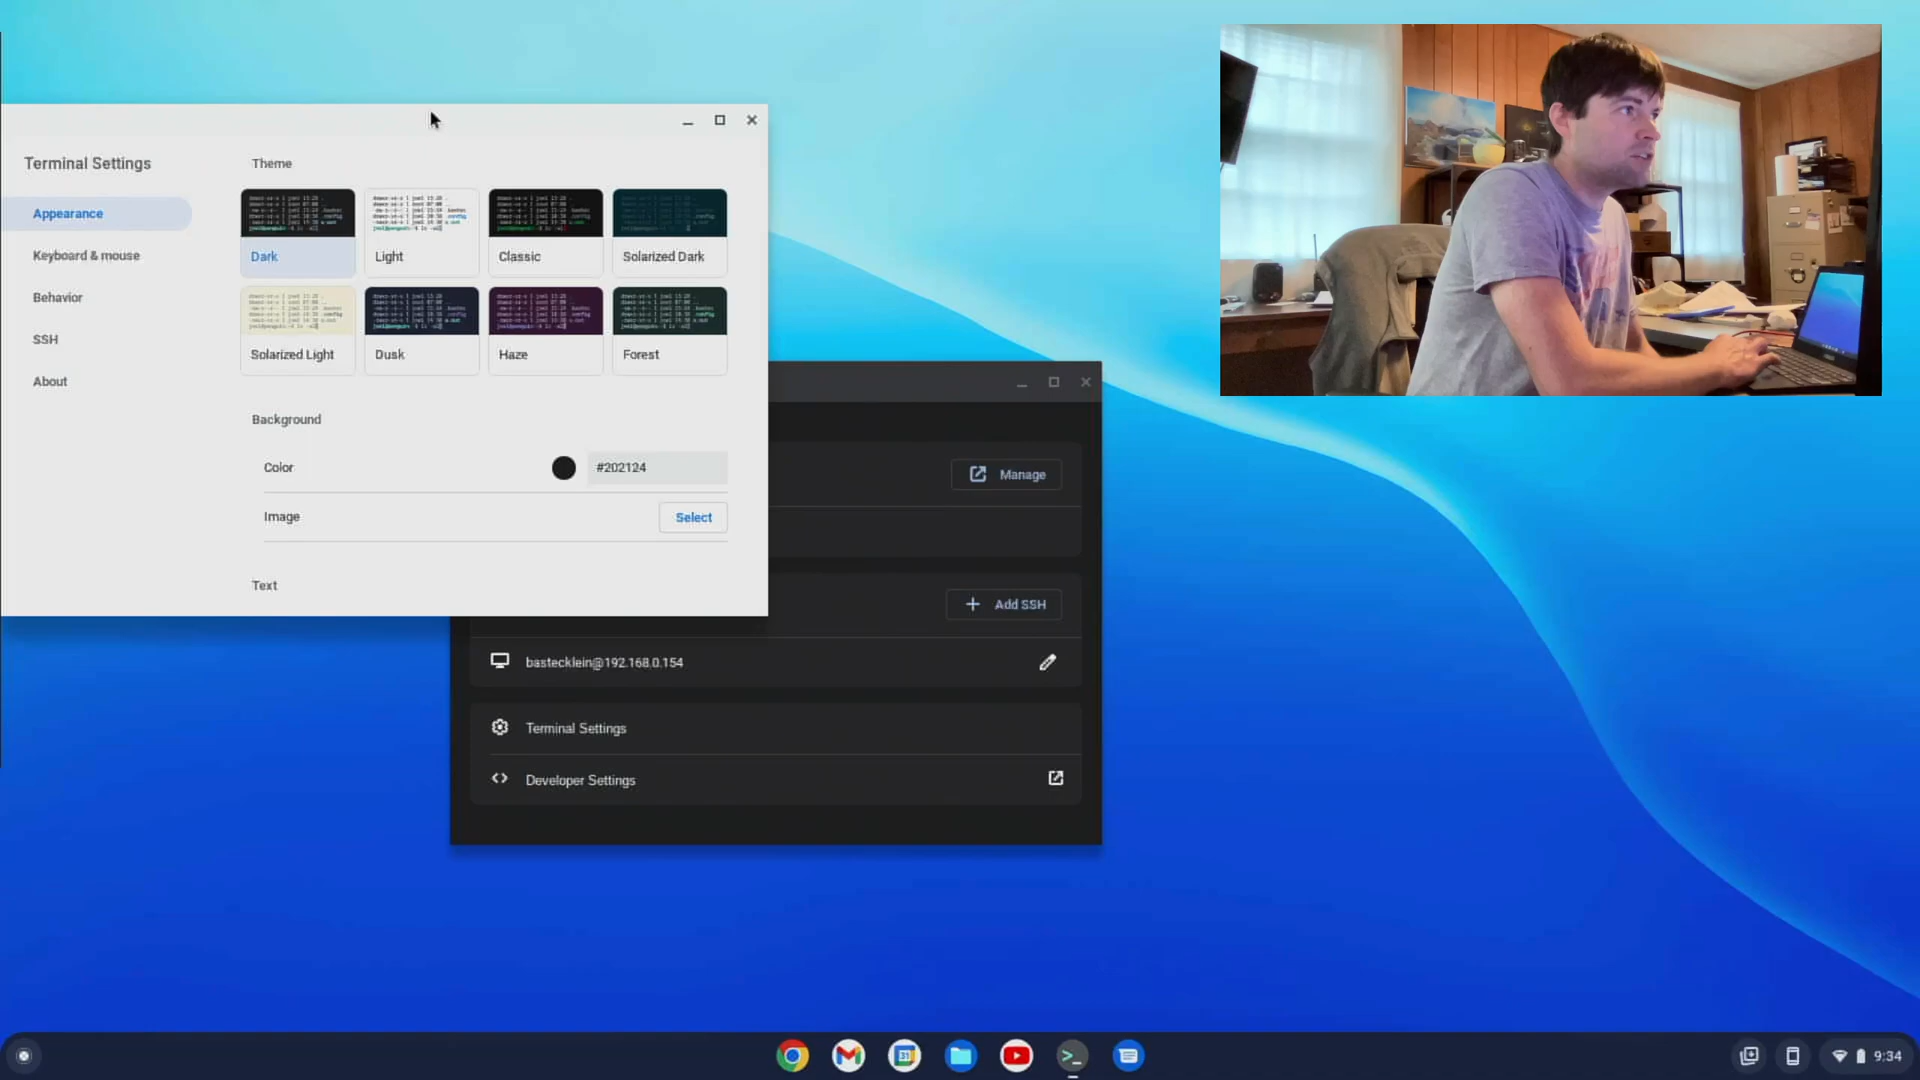 Terminal Settings
Appearance
Keyboard & mouse
Behavior
SSH
About
Theme
Dark
Light
Classic
Solarized Dark
Solarized Light
Dusk
Haze
Forest
Background
Color
#202124
Image
Select
Text
Manage
Add SSH
bastecklein@192.168.0.154
Terminal Settings
Developer Settings
31
9:34